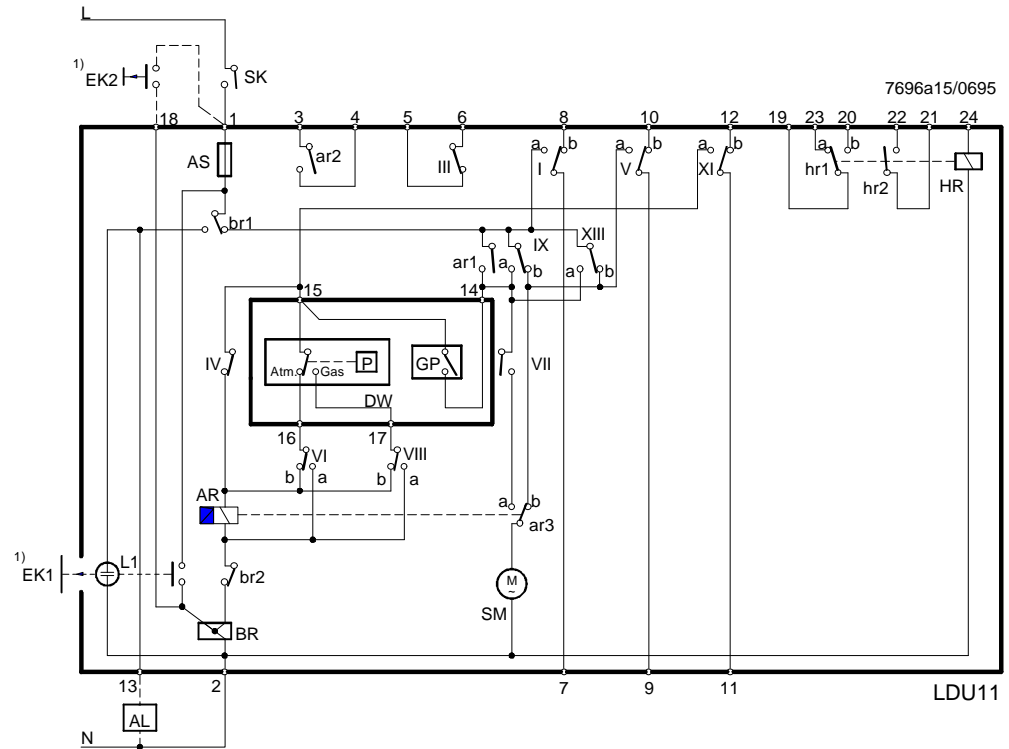 L
1)
EK2
SK
7696a15/0695
18 1 3 4 5 6 8 10 12 19 23 20 22 21 24
AS
ar2
III
a b
I
a b
V
a b
XI
a b
hr1
hr2
HR
br1
XIII
IX
ar1 a b a b
15 14
IV
P
Atm. Gas
GP
VII
DW
16 17
VI
VIII
b a b a
AR
a b
ar3
1)
EK1
L1
br2
M
~
SM
BR
13 2 7 9 11
LDU11
AL
N